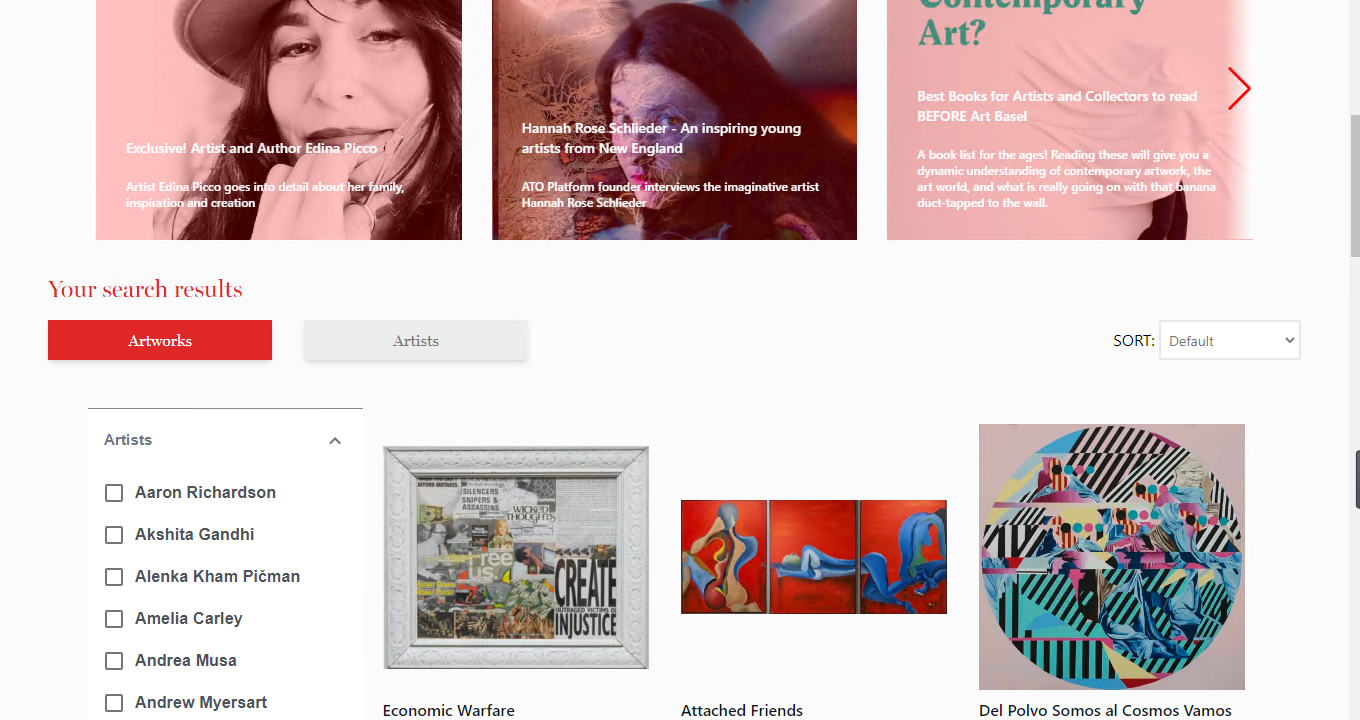 Contemporary
Art?
Exclusive! Artist and Author Edina Picco
Artist Edina Picco goes into detail about her family,
inspiration and creation
Hannah Rose Schlieder - An inspiring young
artists from New England
ATO Platform founder interviews the imaginative artist
Hannah Rose Schlieder
Best Books for Artists and Collectors to read
BEFORE Art Basel
A book list for the ages! Reading these will give you a
dynamic understanding of contemporary artwork, the
art world, and what is really going on with that banana
duct-tapped to the wall.
Your search results
Artworks
Artists
SORT:
Default
Artists
Aaron Richardson
Akshita Gandhi
Alenka Kham Pičman
Amelia Carley
Andrea Musa
Andrew Myersart
SILENCERS
SNIPERS &
ASSASSINS
WICKED
THOUGHTS
Free
us
CREATE
OUTRAGED VICTIMS OF
INJUSTICE
Economic Warfare
Attached Friends
Del Polvo Somos al Cosmos Vamos